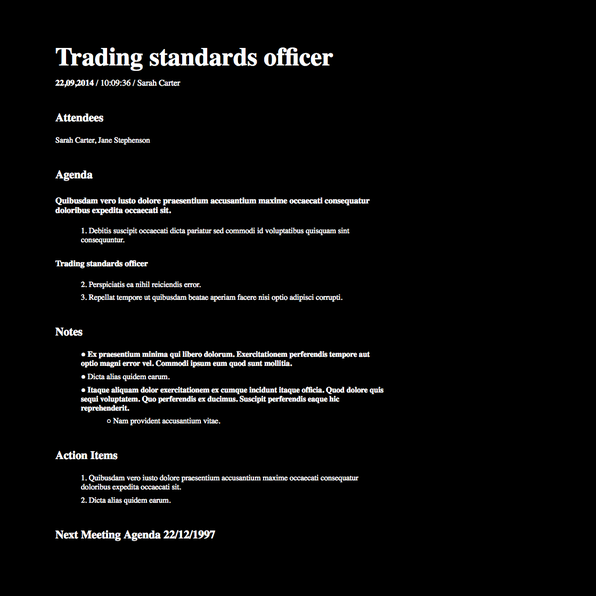 Trading standards officer
22,09,2014 / 10:09:36 / Sarah Carter
Attendees
Sarah Carter, Jane Stephenson
Agenda
Quibusdam vero iusto dolore praesentium accusantium maxime occaecati consequatur
doloribus expedita occaecati sit.
1. Debitis suscipit occaecati dicta pariatur sed commodi id voluptatibus quisquam sint
consequuntur.
Trading standards officer
2. Perspiciatis ea nihil reiciendis error.
3. Repellat tempore ut quibusdam beatae aperiam facere nisi optio adipisci corrupti.
Notes
● Ex praesentium minima qui libero dolorum. Exercitationem perferendis tempore aut
optio magni error vel. Commodi ipsum eum quod sunt mollitia.
● Dicta alias quidem earum.
● Itaque aliquam dolor exercitationem ex cumque incidunt itaque officia. Quod dolore quis
sequi voluptatem. Quo perferendis ex ducimus. Suscipit perferendis eaque hic
reprehenderit.
○ Nam provident accusantium vitae.
Action Items
1. Quibusdam vero iusto dolore praesentium accusantium maxime occaecati consequatur
doloribus expedita occaecati sit.
2. Dicta alias quidem earum.
Next Meeting Agenda 22/12/1997